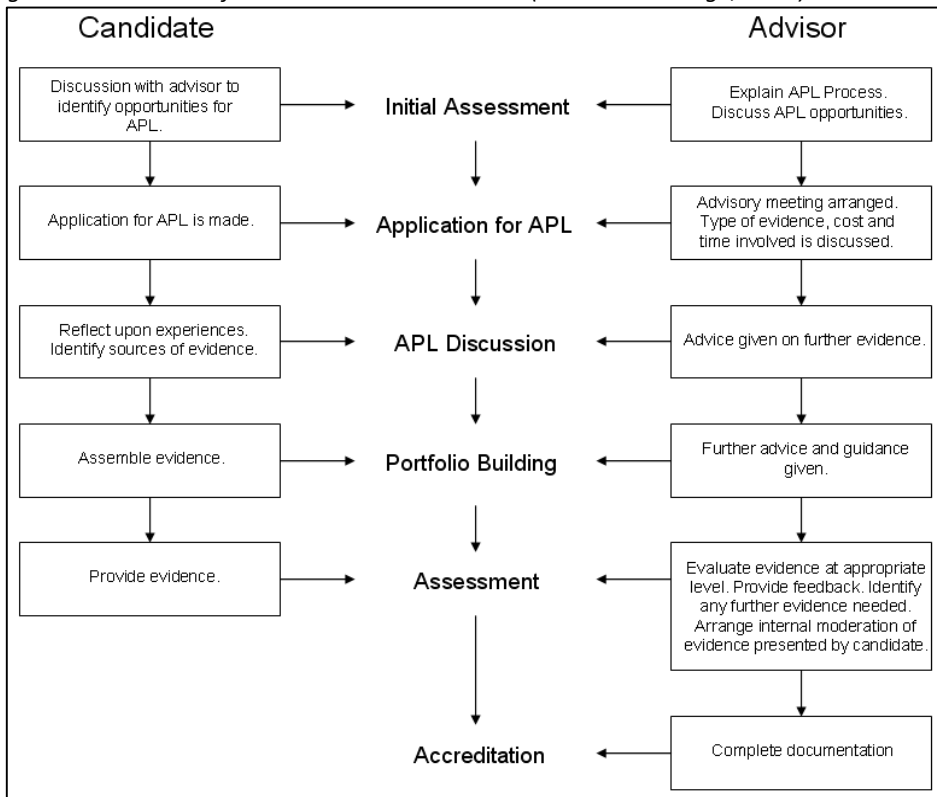 Candidate
Advisor
Discussion with advisor to
identify opportunities for
APL.
Initial Assessment
Explain APL Process.
Discuss APL opportunities.
Application for APL is made.
Application for APL
Advisory meeting arranged.
Type of evidence, cost and
time involved is discussed.
Reflect upon experiences.
Identify sources of evidence.
APL Discussion
Advice given on further evidence.
Assemble evidence.
Portfolio Building
Further advice and guidance
given.
Provide evidence.
Assessment
Evaluate evidence at appropriate
level. Provide feedback. Identify
any further evidence needed.
Arrange internal moderation of
evidence presented by candidate.
Accreditation
Complete documentation